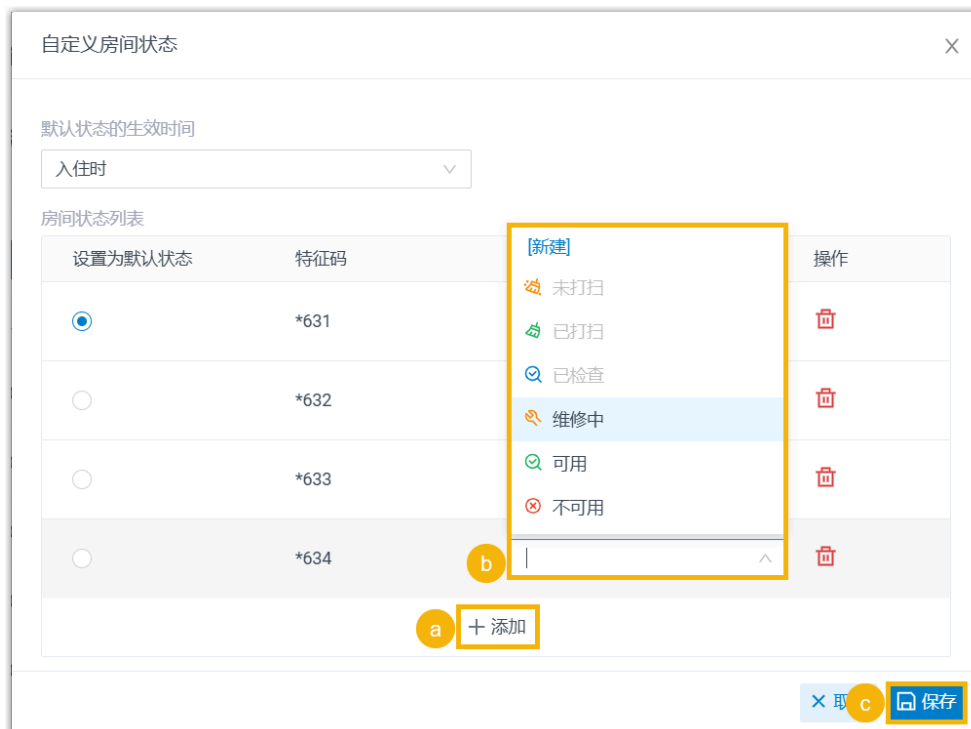 自定义房间状态
默认状态的生效时间
入住时
房间状态列表
设置为默认状态 特征码 操作
[新建]
未打扫
*631
已打扫
已检查
*632
维修中
可用
*633
不可用
*634
b
a
添加
取
c
保存